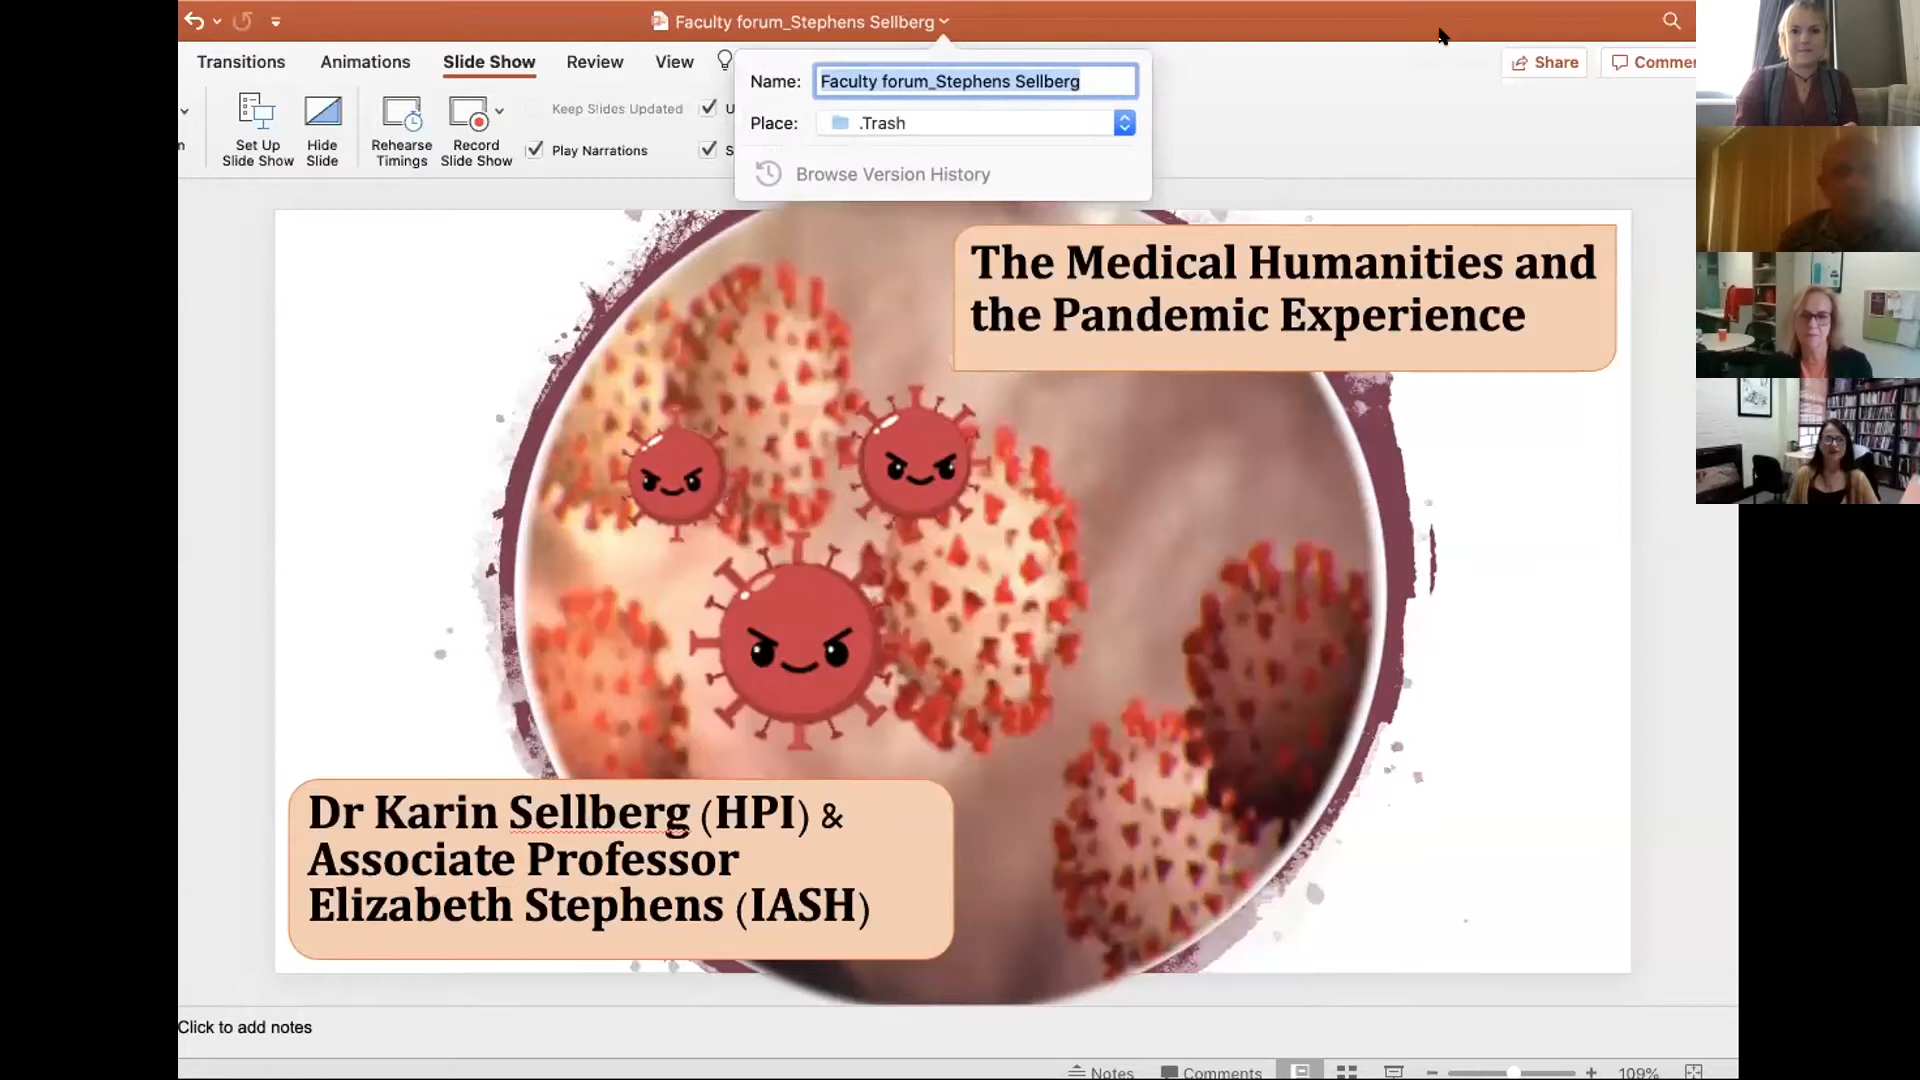 Faculty forum_Stephens Sellberg
Transitions
Animations
Slide Show
Review
View
Share
Name: Faculty forum_Stephens Sellberg
Place: .Trash
Browse Version History
Set Up
Slide Show
Hide
Slide
Rehearse
Timings
Record
Slide Show
Keep Slides Updated
Play Narrations
The Medical Humanities and
the Pandemic Experience
Dr Karin Sellberg (HPI) &
Associate Professor
Elizabeth Stephens (IASH)
Click to add notes
Notes
Comments
109%